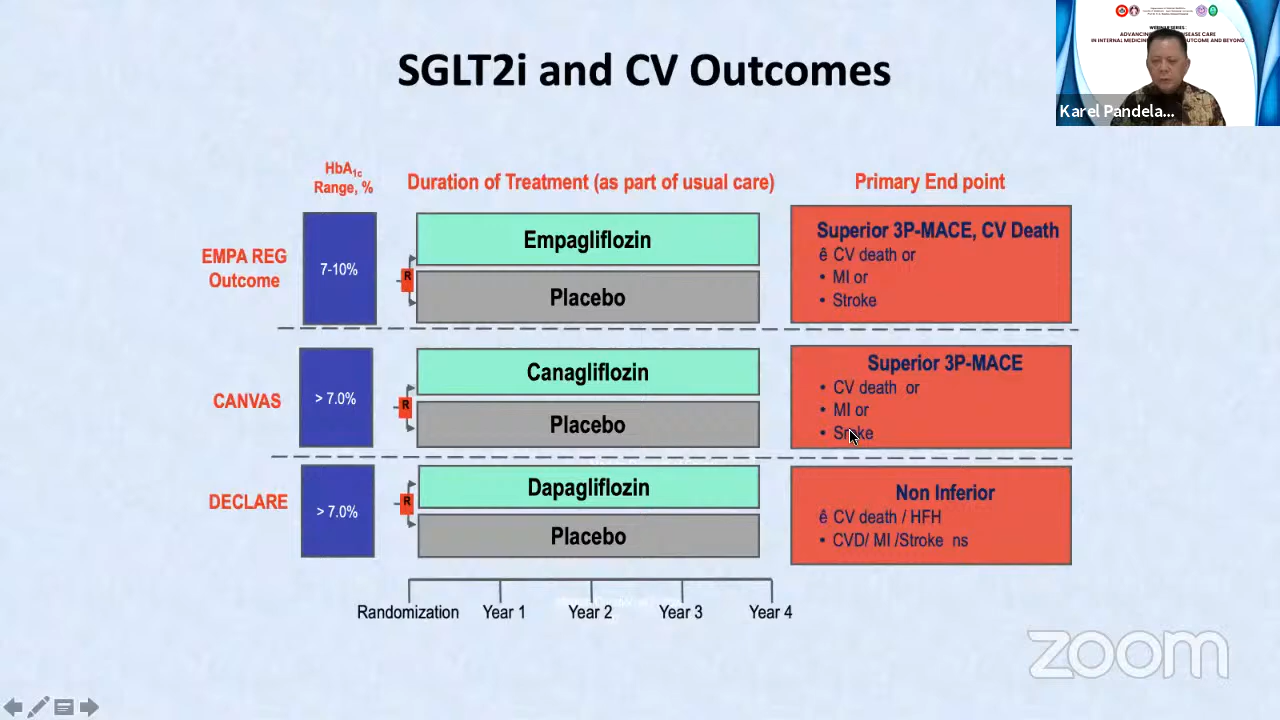 SGLT2i and CV Outcomes
WEBINAR SERIES :
Karel Pandela...
HbA1c
Range, %
Duration of Treatment (as part of usual care)
Primary End point
EMPA REG
Outcome
7-10%
R
Empagliflozin
Placebo
Superior 3P-MACE, CV Death
ê CV death or
• MI or
• Stroke
CANVAS
> 7.0%
R
Canagliflozin
Placebo
Superior 3P-MACE
• CV death or
• MI or
DECLARE
> 7.0%
R
Dapagliflozin
Placebo
Non Inferior
ê CV death / HFH
• CVD/ MI /Stroke ns
Randomization
Year 1
Year 2
Year 3
Year 4
zoom